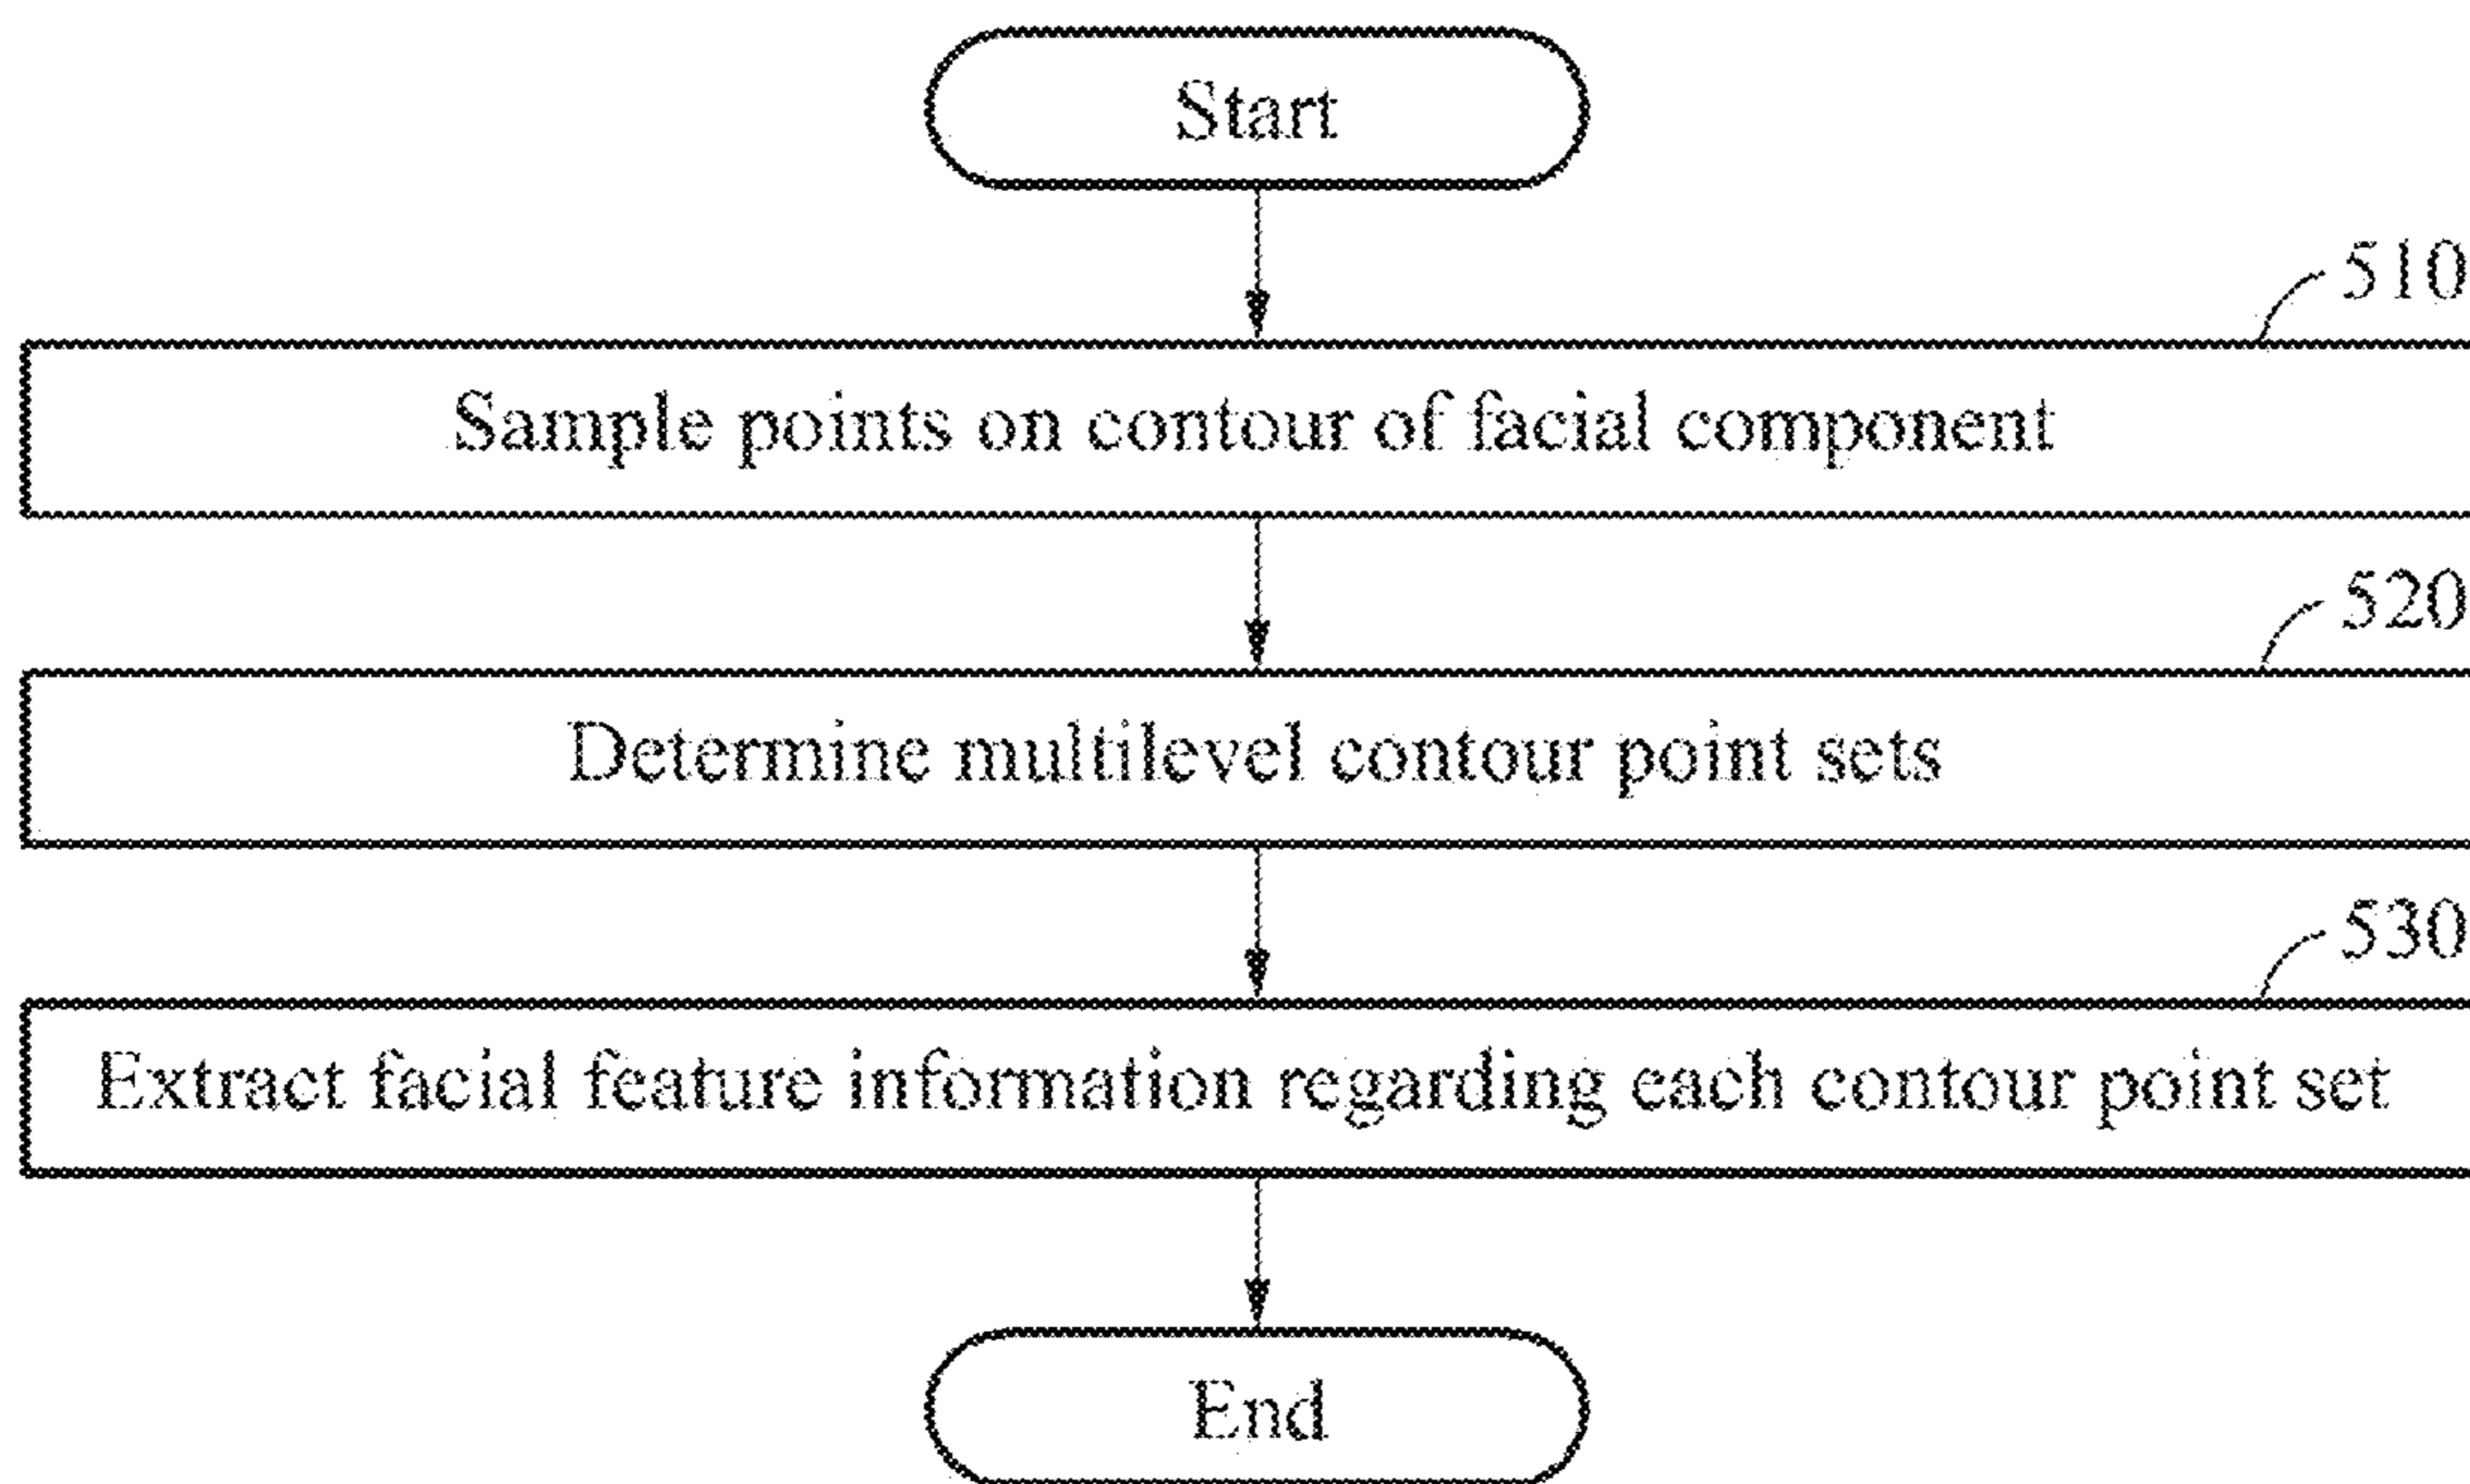 Start
510
Sample points on contour of facial component
520
Determine multilevel contour point sets
530
Extract facial feature information regarding each contour point set
End